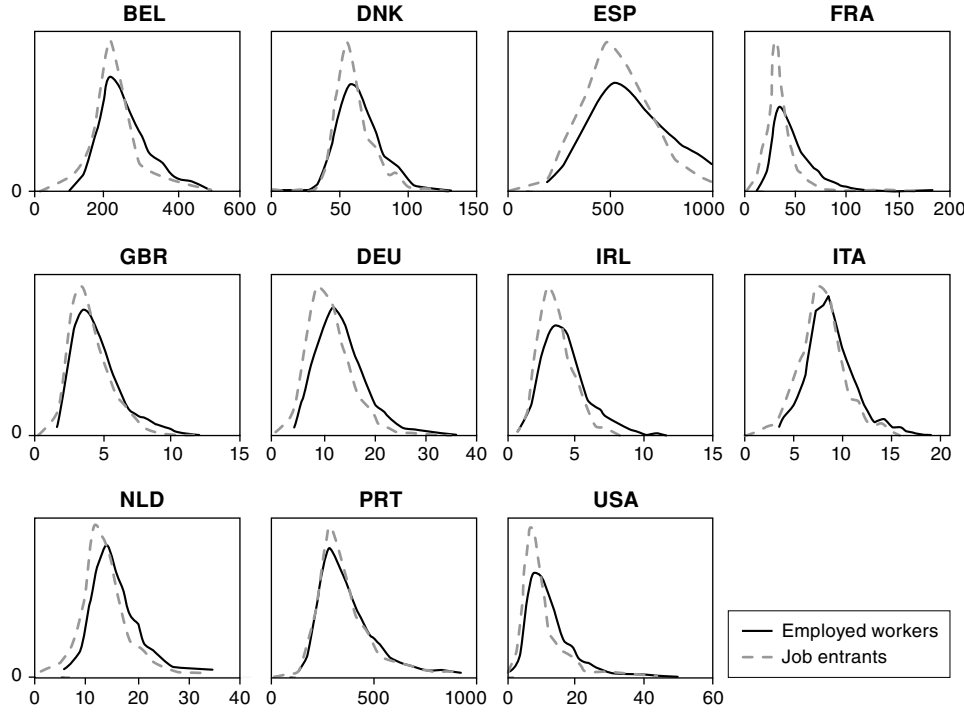 BEL DNK ESP FRA
0
0 200 400 600 0 50 100 150 0 500 1000 0 50 100 150 200
GBR DEU IRL ITA
0
0 5 10 15 0 10 20 30 40 0 5 10 15 0 5 10 15 20
NLD PRT USA
Employed workers
Job entrants
0
0 10 20 30 40 0 500 1000 0 20 40 60